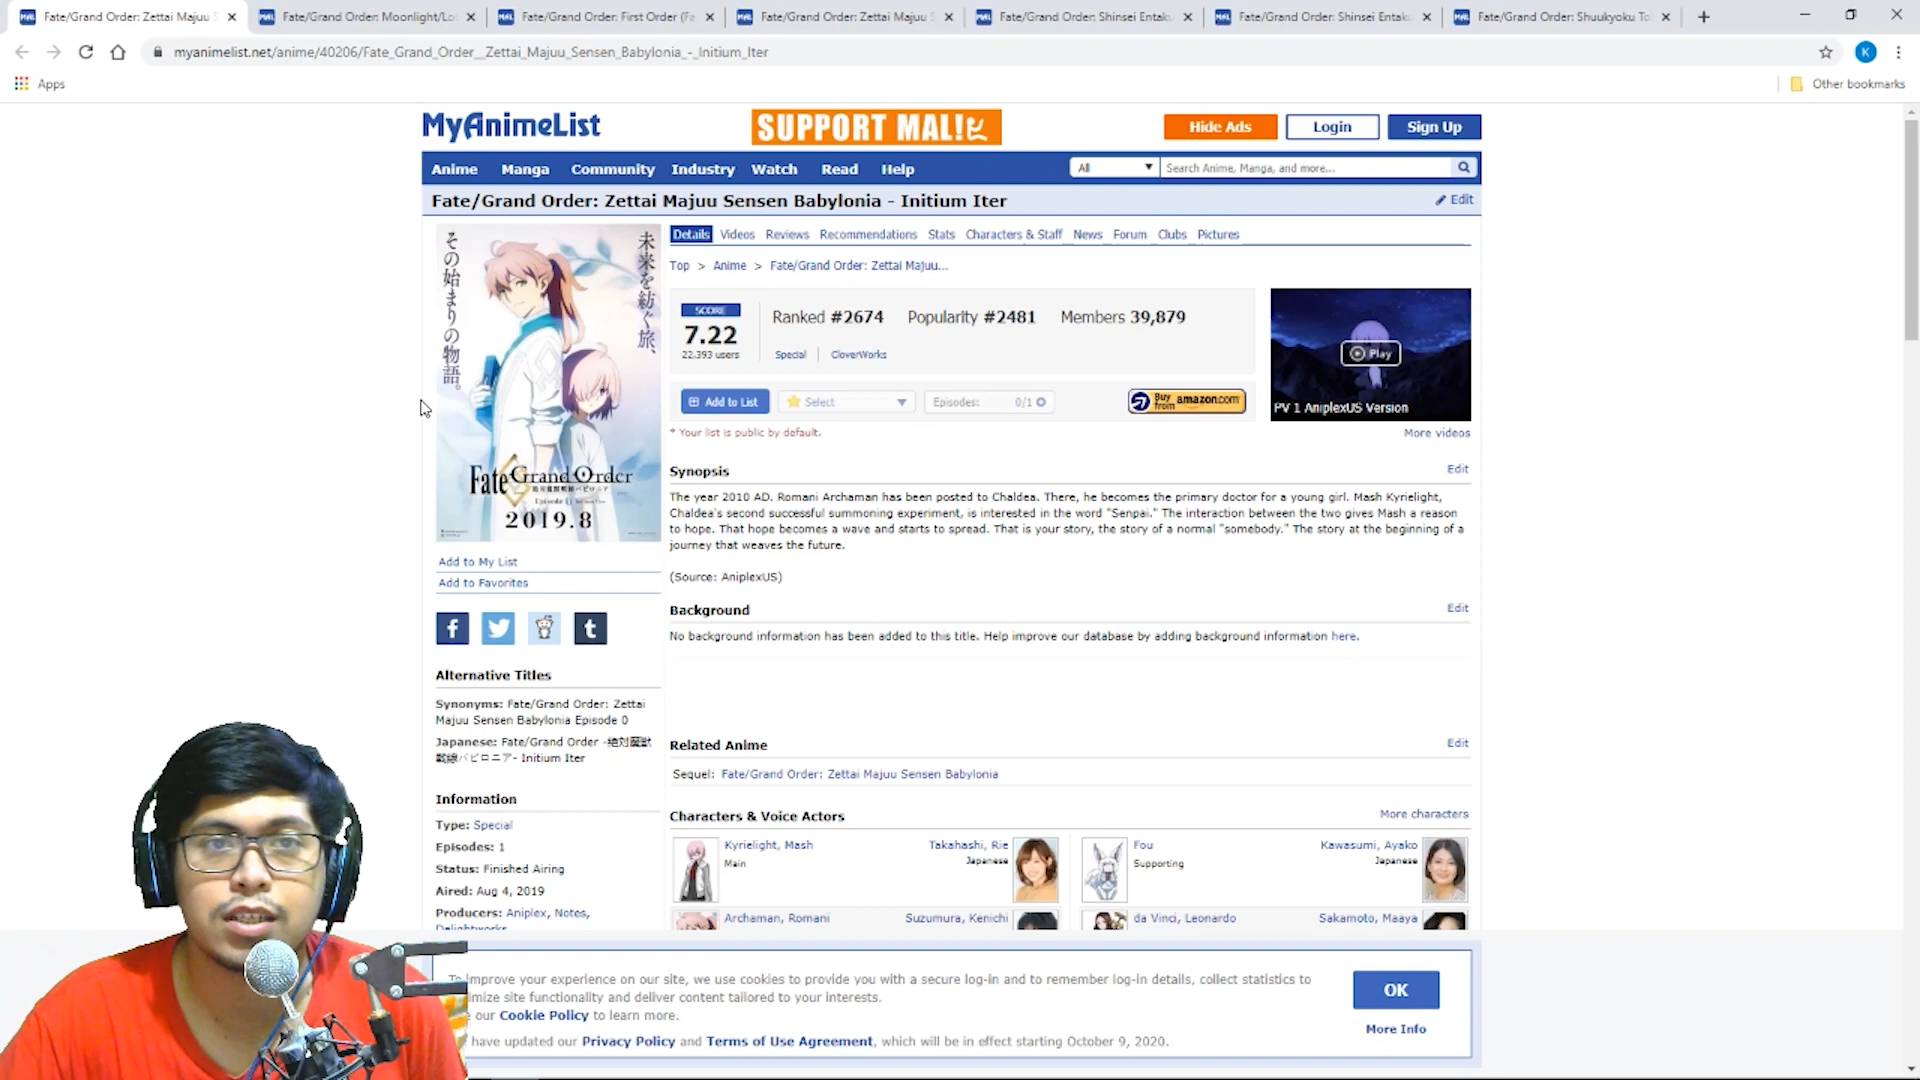 Fate/Grand Order: Zettai Majuu S
Fate/Grand Order: Moonlight/Lo
Fate/Grand Order: First Order (Fa
Fate/Grand Order: Zettai Majuu S
Fate/Grand Order: Shinsei Entaku
Fate/Grand Order: Shinsei Entaku
Fate/Grand Order: Shuukyoku To
myanimelist.net/anime/40206/Fate_Grand_Order__Zettai_Majuu_Sensen_Babylonia_-_Initium_Iter
K
Apps
Other bookmarks
MyAnimeList
SUPPORT MAL!
Hide Ads
Login
Sign Up
Anime Manga Community Industry Watch Read Help
All
Search Anime, Manga, and more...
Fate/Grand Order: Zettai Majuu Sensen Babylonia - Initium Iter
Edit
未来を紡ぐ旅、
その始まりの物語。
Fate Grand Order
2019.8
Details Videos Reviews Recommendations Stats Characters & Staff News Forum Clubs Pictures
Top > Anime > Fate/Grand Order: Zettai Majuu...
SCORE
7.22
22,393 users
Ranked #2674 Popularity #2481 Members 39,879
Special CloverWorks
Play
PV 1 AniplexUS Version
Add to List
Select
Episodes: 0/1
Buy from amazon.com
* Your list is public by default.
More videos
Synopsis
Edit
The year 2010 AD. Romani Archaman has been posted to Chaldea. There, he becomes the primary doctor for a young girl. Mash Kyrielight,
Chaldea's second successful summoning experiment, is interested in the word "Senpai." The interaction between the two gives Mash a reason
to hope. That hope becomes a wave and starts to spread. That is your story, the story of a normal "somebody." The story at the beginning of a
journey that weaves the future.
(Source: AniplexUS)
Background
Edit
No background information has been added to this title. Help improve our database by adding background information here.
Related Anime
Edit
Sequel: Fate/Grand Order: Zettai Majuu Sensen Babylonia
Characters & Voice Actors
More characters
Kyrielight, Mash
Main
Takahashi, Rie
Japanese
Fou
Supporting
Kawasumi, Ayako
Japanese
Archaman, Romani
Suzumura, Kenichi
da Vinci, Leonardo
Sakamoto, Maaya
Add to My List
Add to Favorites
Alternative Titles
Synonyms: Fate/Grand Order: Zettai
Majuu Sensen Babylonia Episode 0
Japanese: Fate/Grand Order -絶対魔獣
戦線バビロニア- Initium Iter
Information
Type: Special
Episodes: 1
Status: Finished Airing
Aired: Aug 4, 2019
Producers: Aniplex, Notes,
Delightworks
To improve your experience on our site, we use cookies to provide you with a secure log-in and to remember log-in details, collect statistics to
mize site functionality and deliver content tailored to your interests.
our Cookie Policy to learn more.
have updated our Privacy Policy and Terms of Use Agreement, which will be in effect starting October 9, 2020.
OK
More Info